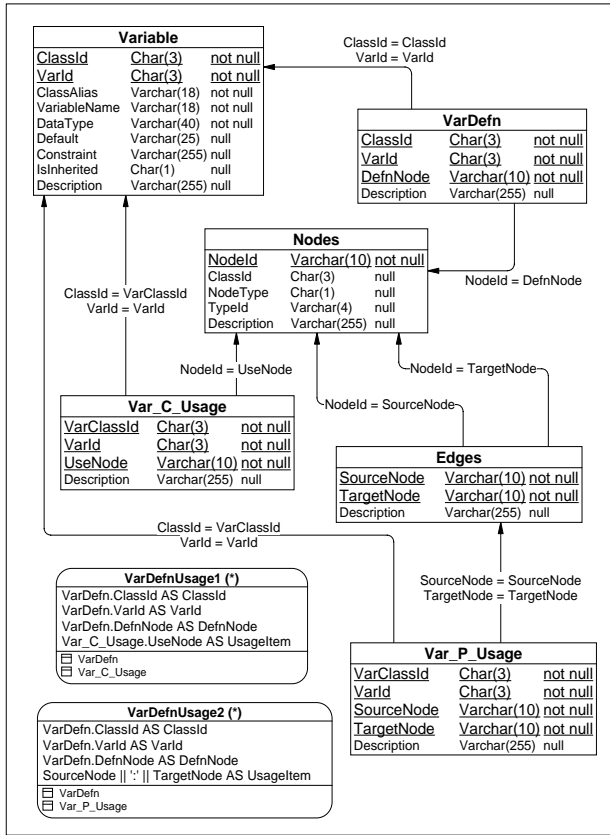 Variable
ClassId Char(3) not null
VarId Char(3) not null
ClassAlias Varchar(18) not null
VariableName Varchar(18) not null
DataType Varchar(40) not null
Default Varchar(25) null
Constraint Varchar(255) null
IsInherited Char(1) null
Description Varchar(255) null
ClassId = ClassId
VarId = VarId
VarDefn
ClassId Char(3) not null
VarId Char(3) not null
DefnNode Varchar(10) not null
Description Varchar(255) null
Nodes
NodeId Varchar(10) not null
ClassId Char(3) null
NodeType Char(1) null
TypeId Varchar(4) null
Description Varchar(255) null
NodeId = DefnNode
ClassId = VarClassId
VarId = VarId
NodeId = UseNode
NodeId = TargetNode
NodeId = SourceNode
Var_C_Usage
VarClassId Char(3) not null
VarId Char(3) not null
UseNode Varchar(10) not null
Description Varchar(255) null
Edges
SourceNode Varchar(10) not null
TargetNode Varchar(10) not null
Description Varchar(255) null
ClassId = VarClassId
VarId = VarId
SourceNode = SourceNode
TargetNode = TargetNode
VarDefnUsage1 (*)
VarDefn.ClassId AS ClassId
VarDefn.VarId AS VarId
VarDefn.DefnNode AS DefnNode
Var_C_Usage.UseNode AS UsageItem
VarDefn
Var_C_Usage
Var_P_Usage
VarClassId Char(3) not null
VarId Char(3) not null
SourceNode Varchar(10) not null
TargetNode Varchar(10) not null
Description Varchar(255) null
VarDefnUsage2 (*)
VarDefn.ClassId AS ClassId
VarDefn.VarId AS VarId
VarDefn.DefnNode AS DefnNode
SourceNode || ':' || TargetNode AS UsageItem
VarDefn
Var_P_Usage